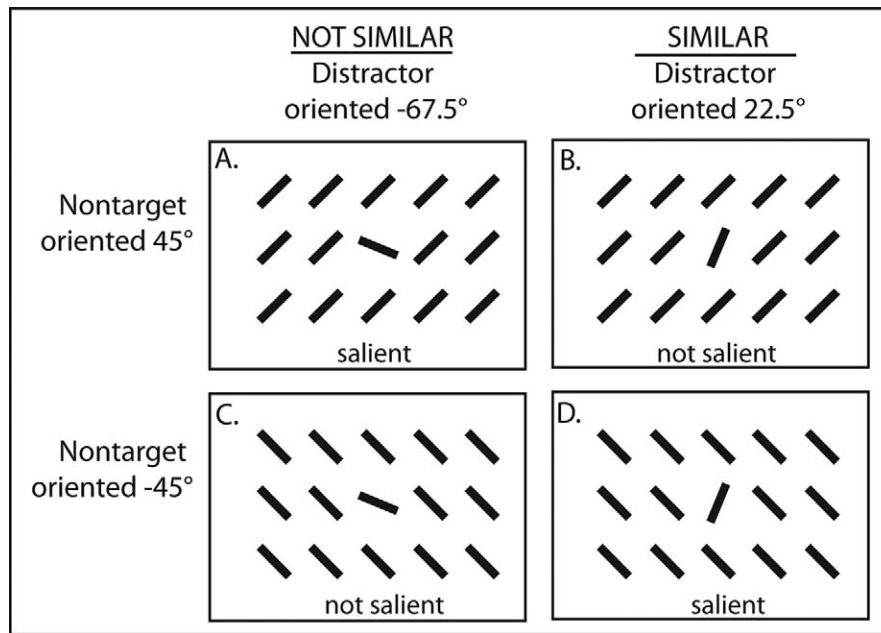 NOT SIMILAR
Distractor
oriented -67.5°
SIMILAR
Distractor
oriented 22.5°
Nontarget
oriented 45°
A.
salient
B.
not salient
Nontarget
oriented -45°
C.
not salient
D.
salient